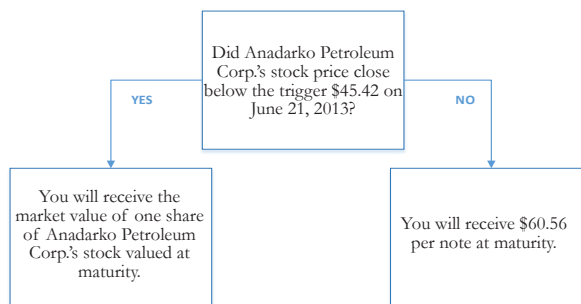 Did Anadarko Petroleum
Corp.'s stock price close
below the trigger $45.42 on
June 21, 2013?
YES
NO
You will receive the
market value of one share
of Anadarko Petroleum
Corp.'s stock valued at
maturity.
You will receive $60.56
per note at maturity.